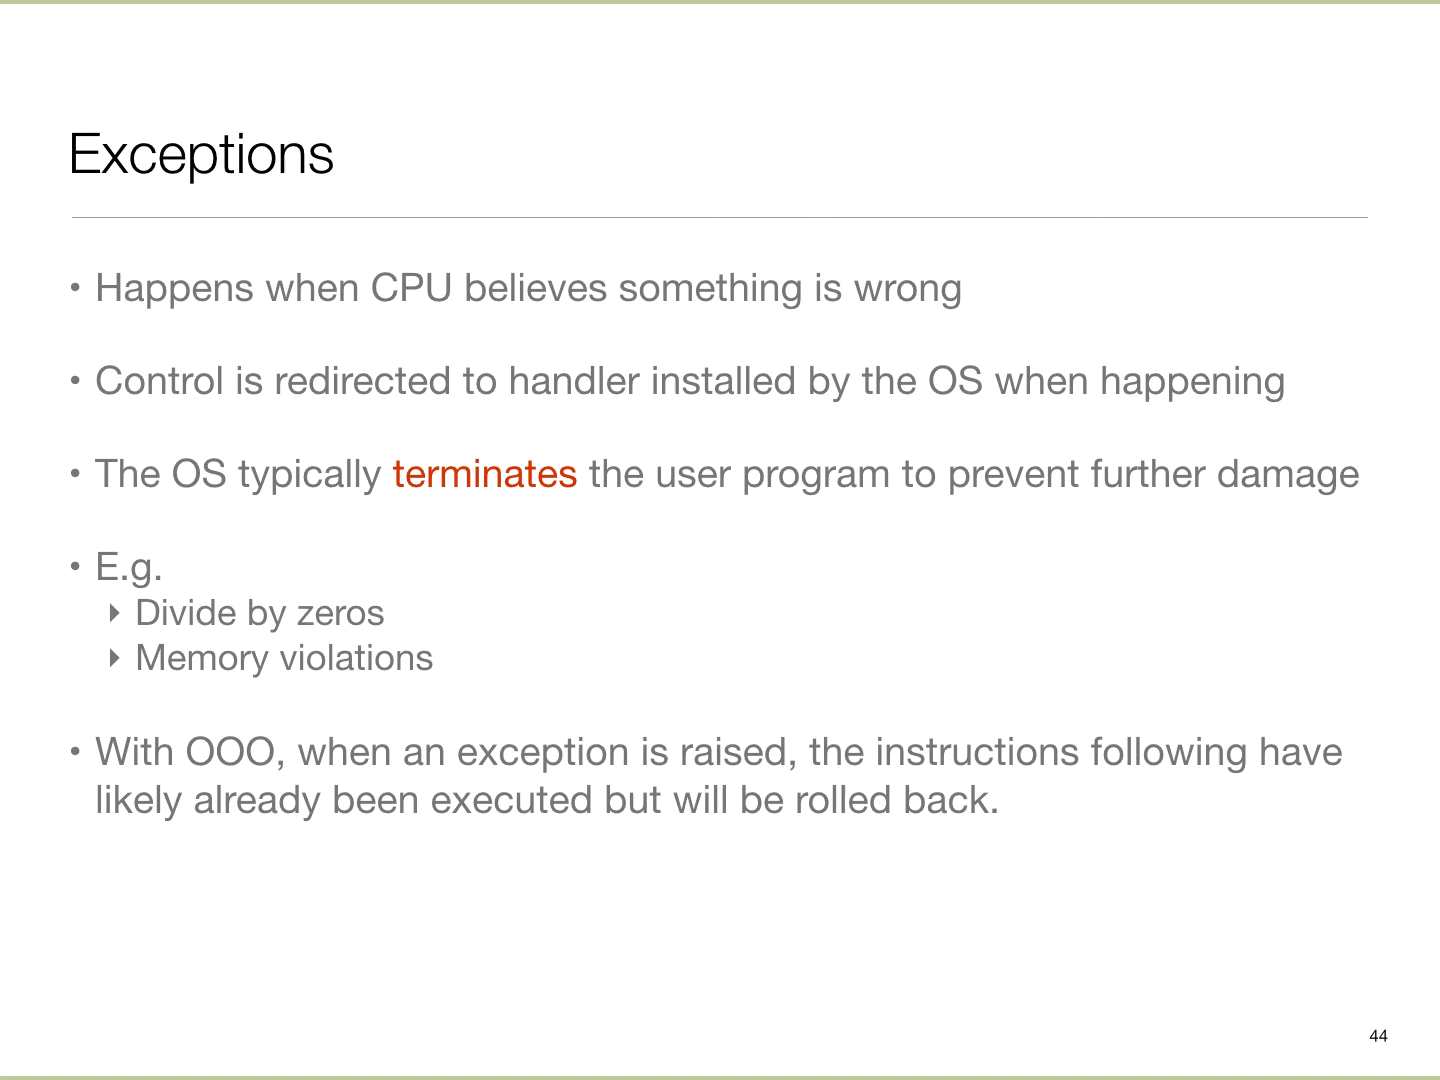 Exceptions
• Happens when CPU believes something is wrong
• Control is redirected to handler installed by the OS when happening
• The OS typically terminates the user program to prevent further damage
• E.g.
‣ Divide by zeros
‣ Memory violations
• With OOO, when an exception is raised, the instructions following have
likely already been executed but will be rolled back.
44